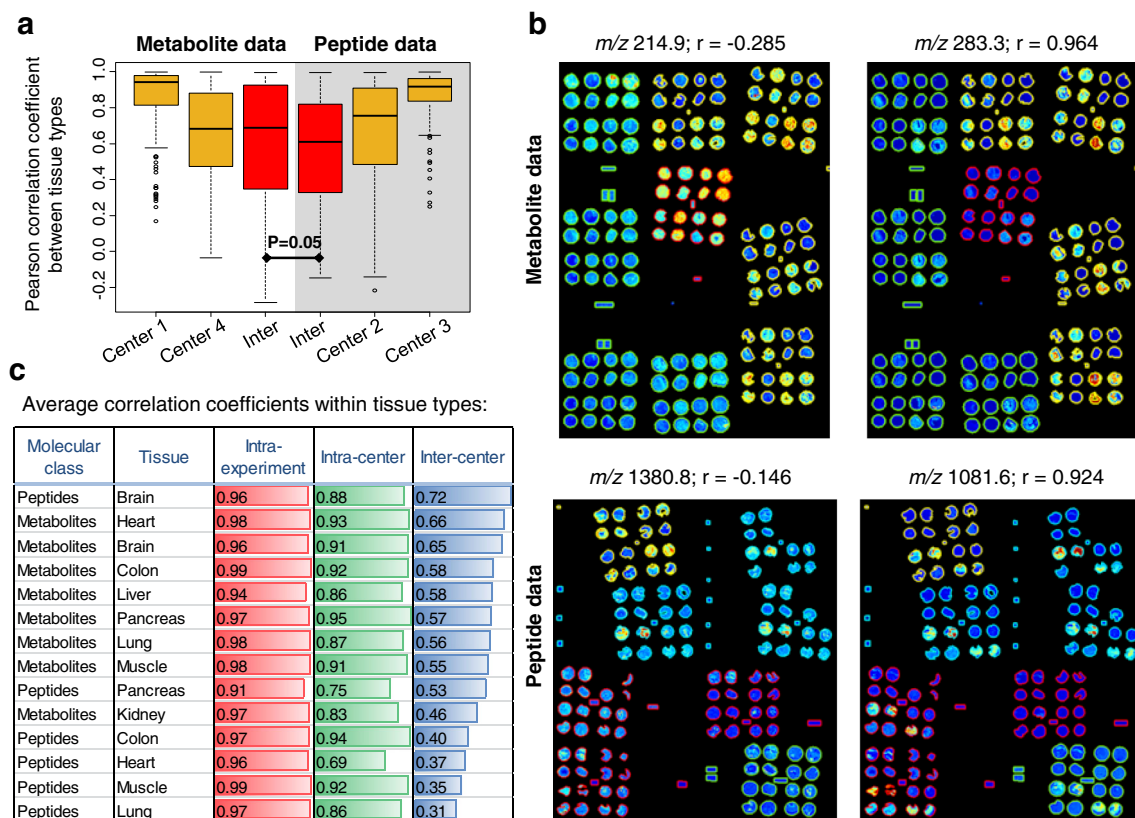 a
Metabolite data Peptide data
Pearson correlation coefficient
between tissue types
1.0
0.8
0.6
0.4
0.2
0.0
-0.2
P=0.05
Center 1 Center 4 Inter Inter Center 2 Center 3
b
m/z 214.9; r = -0.285 m/z 283.3; r = 0.964
Metabolite data
m/z 1380.8; r = -0.146 m/z 1081.6; r = 0.924
Peptide data
c
Average correlation coefficients within tissue types:
Molecular class Tissue Intra-experiment Intra-center Inter-center
Peptides Brain 0.96 0.88 0.72
Metabolites Heart 0.98 0.93 0.66
Metabolites Brain 0.96 0.91 0.65
Metabolites Colon 0.99 0.92 0.58
Metabolites Liver 0.94 0.86 0.58
Metabolites Pancreas 0.97 0.95 0.57
Metabolites Lung 0.98 0.87 0.56
Metabolites Muscle 0.98 0.91 0.55
Peptides Pancreas 0.91 0.75 0.53
Metabolites Kidney 0.97 0.83 0.46
Peptides Colon 0.97 0.94 0.40
Peptides Heart 0.96 0.69 0.37
Peptides Muscle 0.99 0.92 0.35
Peptides Lung 0.97 0.86 0.31